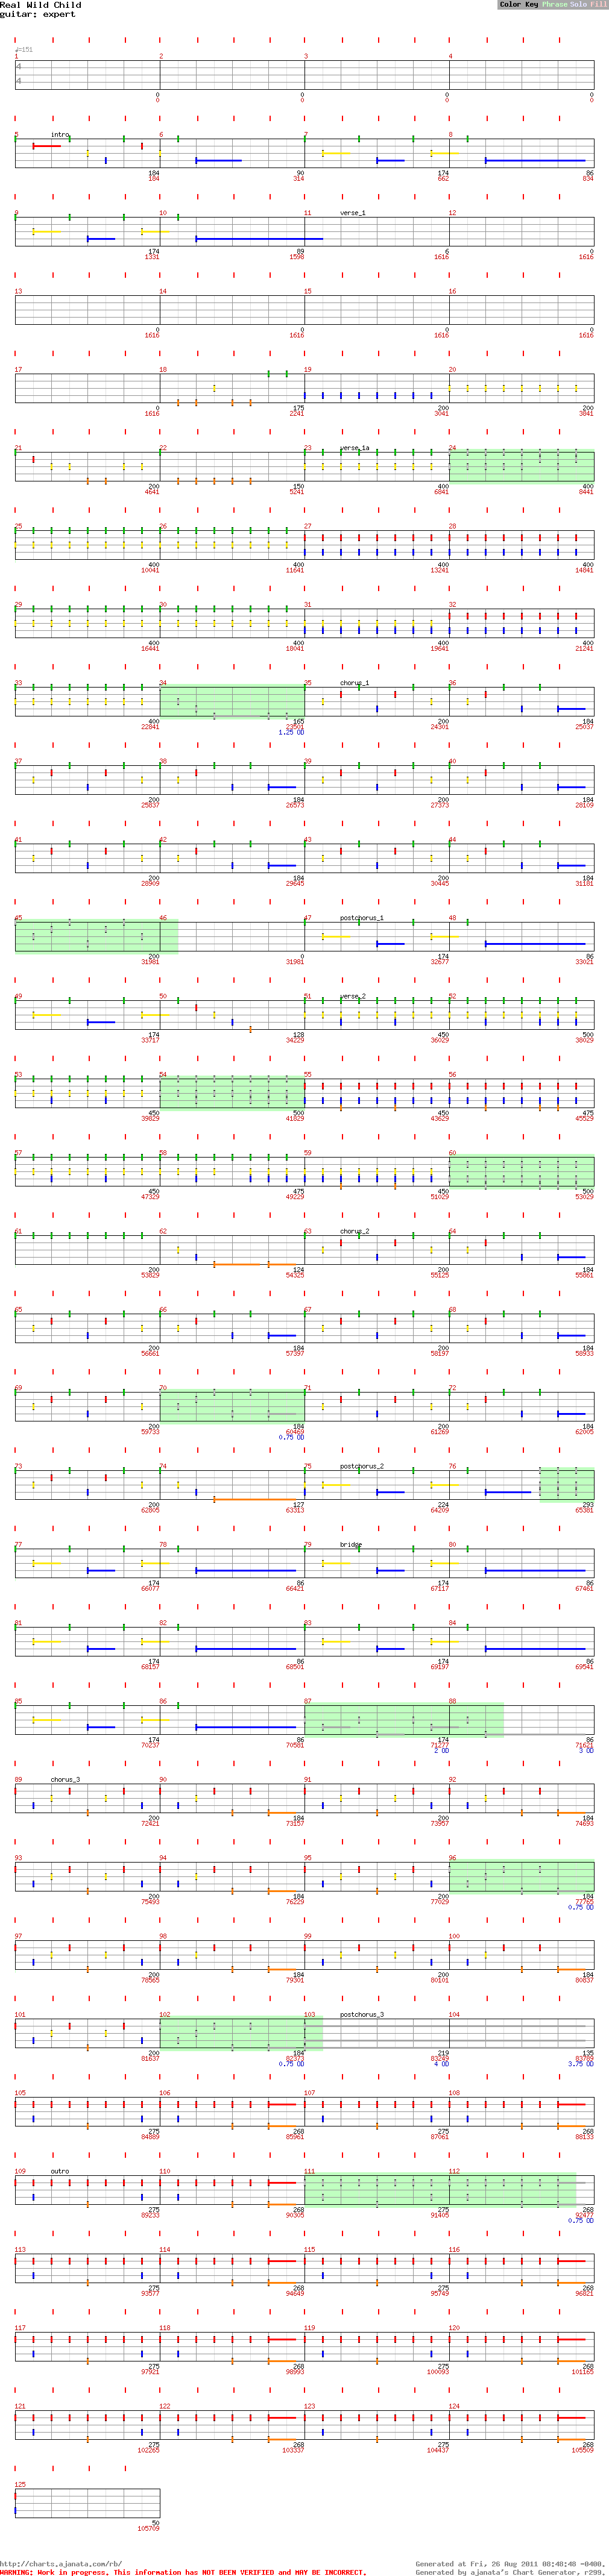 Real Wild Child
guitar: expert
Color Key Phrase Solo Fill
♩=151
1 2 3 4
4
4
0 0 0 0
0 0 0 0
5 intro 6 7 8
184 90 174 86
184 314 662 834
9 10 11 verse_1 12
174 89 6 0
1331 1598 1616 1616
13 14 15 16
0 0 0 0
1616 1616 1616 1616
17 18 19 20
0 175 200 200
1616 2241 3041 3841
21 22 verse_1a 23 24
200 150 400 400
4641 5241 6841 8441
25 26 27 28
400 400 400 400
10041 11641 13241 14841
29 30 31 32
400 400 400 400
16441 18041 19641 21241
33 34 35 chorus_1 36
400 165 200 184
22841 23501 24301 25037
1.25 OD
37 38 39 40
200 184 200 184
25837 26573 27373 28109
41 42 43 44
200 184 200 184
28909 29645 30445 31181
45 46 47 postchorus_1 48
200 0 174 86
31981 31981 32677 33021
49 50 51 verse_2 52
174 128 450 500
33717 34229 36029 38029
53 54 55 56
450 500 450 475
39829 41829 43629 45529
57 58 59 60
450 475 450 500
47329 49229 51029 53029
61 62 63 chorus_2 64
200 124 200 184
53829 54325 55125 55861
65 66 67 68
200 184 200 184
56661 57397 58197 58933
69 70 71 72
200 184 200 184
59733 60469 61269 62005
0.75 OD
73 74 75 postchorus_2 76
200 127 224 293
62805 63313 64209 65381
77 78 79 bridge 80
174 86 174 86
66077 66421 67117 67461
81 82 83 84
174 86 174 86
68157 68501 69197 69541
85 86 87 88
174 86 174 86
70237 70581 71277 71621
2 OD 3 OD
89 chorus_3 90 91 92
200 184 200 184
72421 73157 73957 74693
93 94 95 96
200 184 200 184
75493 76229 77029 77765
0.75 OD
97 98 99 100
200 184 200 184
78565 79301 80101 80837
101 102 103 postchorus_3 104
200 184 219 135
81637 82373 83249 83789
0.75 OD 4 OD 3.75 OD
105 106 107 108
275 268 275 268
84889 85961 87061 88133
109 outro 110 111 112
275 268 275 268
89233 90305 91405 92477
0.75 OD
113 114 115 116
275 268 275 268
93577 94649 95749 96821
117 118 119 120
275 268 275 268
97921 98993 100093 101165
121 122 123 124
275 268 275 268
102265 103337 104437 105509
125
50
105709
http://charts.ajanata.com/rb/
Generated at Fri, 26 Aug 2011 08:48:48 -0400.
WARNING: Work in progress. This information has NOT BEEN VERIFIED and MAY BE INCORRECT.
Generated by ajanata's Chart Generator, r299.